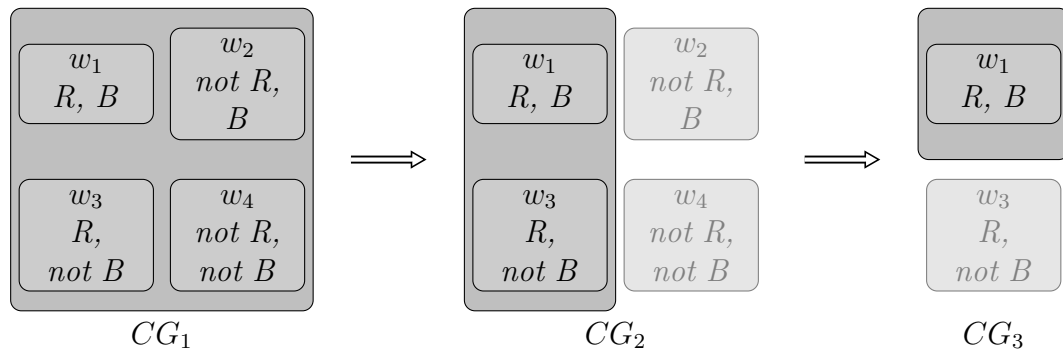 w₁
R, B
w₂
not R,
B
w₃
R,
not B
w₄
not R,
not B
CG₁
w₁
R, B
w₂
not R,
B
w₃
R,
not B
w₄
not R,
not B
CG₂
w₁
R, B
w₃
R,
not B
CG₃